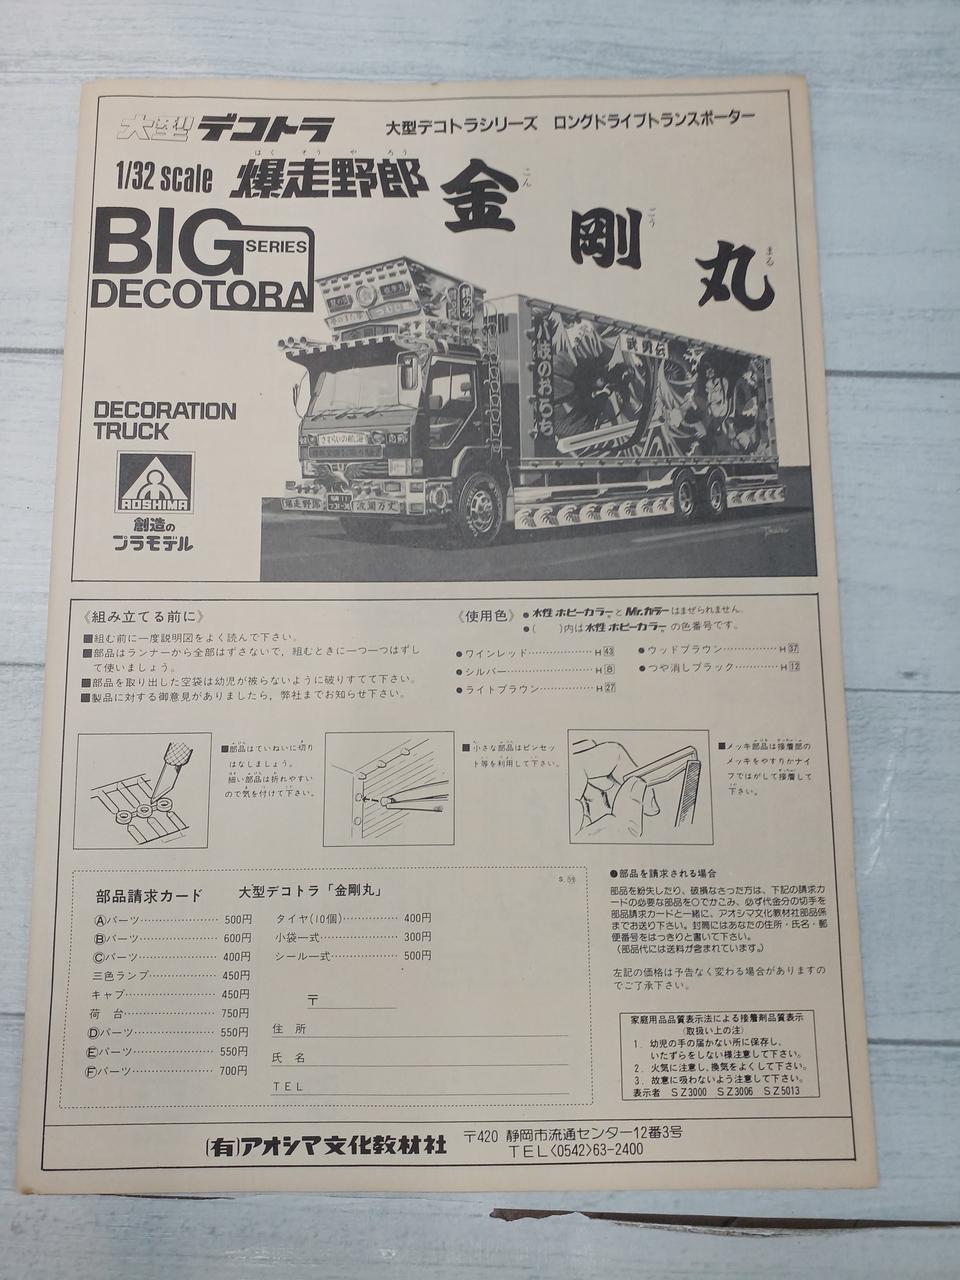 大型デコトラ
大型デコトラシリーズ ロングドライブトランスポーター
1/32 scale
ばくそうやろう
爆走野郎
金剛丸
こんごうまる
BIG
SERIES
DECOTORA
DECORATION
TRUCK
AOSHIMA
創造の
プラモデル
武勇伝
さすらいの航海
爆走野郎
波瀾万丈
《組み立てる前に》
■組む前に一度説明図をよく読んで下さい。
■部品はランナーから全部はずさないで，組むときに一つ一つはずし
て使いましょう。
■部品を取り出した空袋は幼児が被らないように破りすてて下さい。
■製品に対する御意見がありましたら，弊社までお知らせ下さい。
《使用色》 ●水性ホビーカラーとMr.カラーはまぜられません。
●( )内は水性ホビーカラーの色番号です。
●ワインレッド……………H43
●シルバー……………H8
●ライトブラウン……………H27
●ウッドブラウン……………H37
●つや消しブラック……………H12
■部品はていねいに切り
はなしましょう。
細い部品は折れやすい
ので気を付けて下さい。
■小さな部品はピンセッ
ト等を利用して下さい。
■メッキ部品は接着部の
メッキをやすりかナイ
フではがして接着して
下さい。
S.59
部品請求カード 大型デコトラ「金剛丸」
Ⓐパーツ……………500円
Ⓑパーツ……………600円
Ⓒパーツ……………400円
三色ランプ……………450円
キャブ……………450円
荷 台……………750円
Ⓓパーツ……………550円
Ⓔパーツ……………550円
Ⓕパーツ……………700円
タイヤ(10個)……………400円
小袋一式……………300円
シール一式……………500円
〒
住 所
氏 名
TEL
●部品を請求される場合
部品を紛失したり、破損なさった方は、下記の請求カ
ードの必要な部品を○でかこみ、必ず代金分の切手を
部品請求カードと一緒に、アオシマ文化教材社部品係
までお送り下さい。封筒にはあなたの住所・氏名・郵
便番号をはっきりと書いて下さい。
(部品代には送料が含まれています。)
左記の価格は予告なく変わる場合がありますの
でご了承下さい。
家庭用品品質表示法による接着剤品質表示
(取扱い上の注)
1. 幼児の手の届かない所に保存し、
いたずらをしない様注意して下さい。
2. 火気に注意し、換気をよくして下さい。
3. 故意に吸わないよう注意して下さい。
表示者 SZ3000 SZ3006 SZ5013
(有)アオシマ文化教材社 〒420 静岡市流通センター12番3号
TEL〈0542〉63-2400